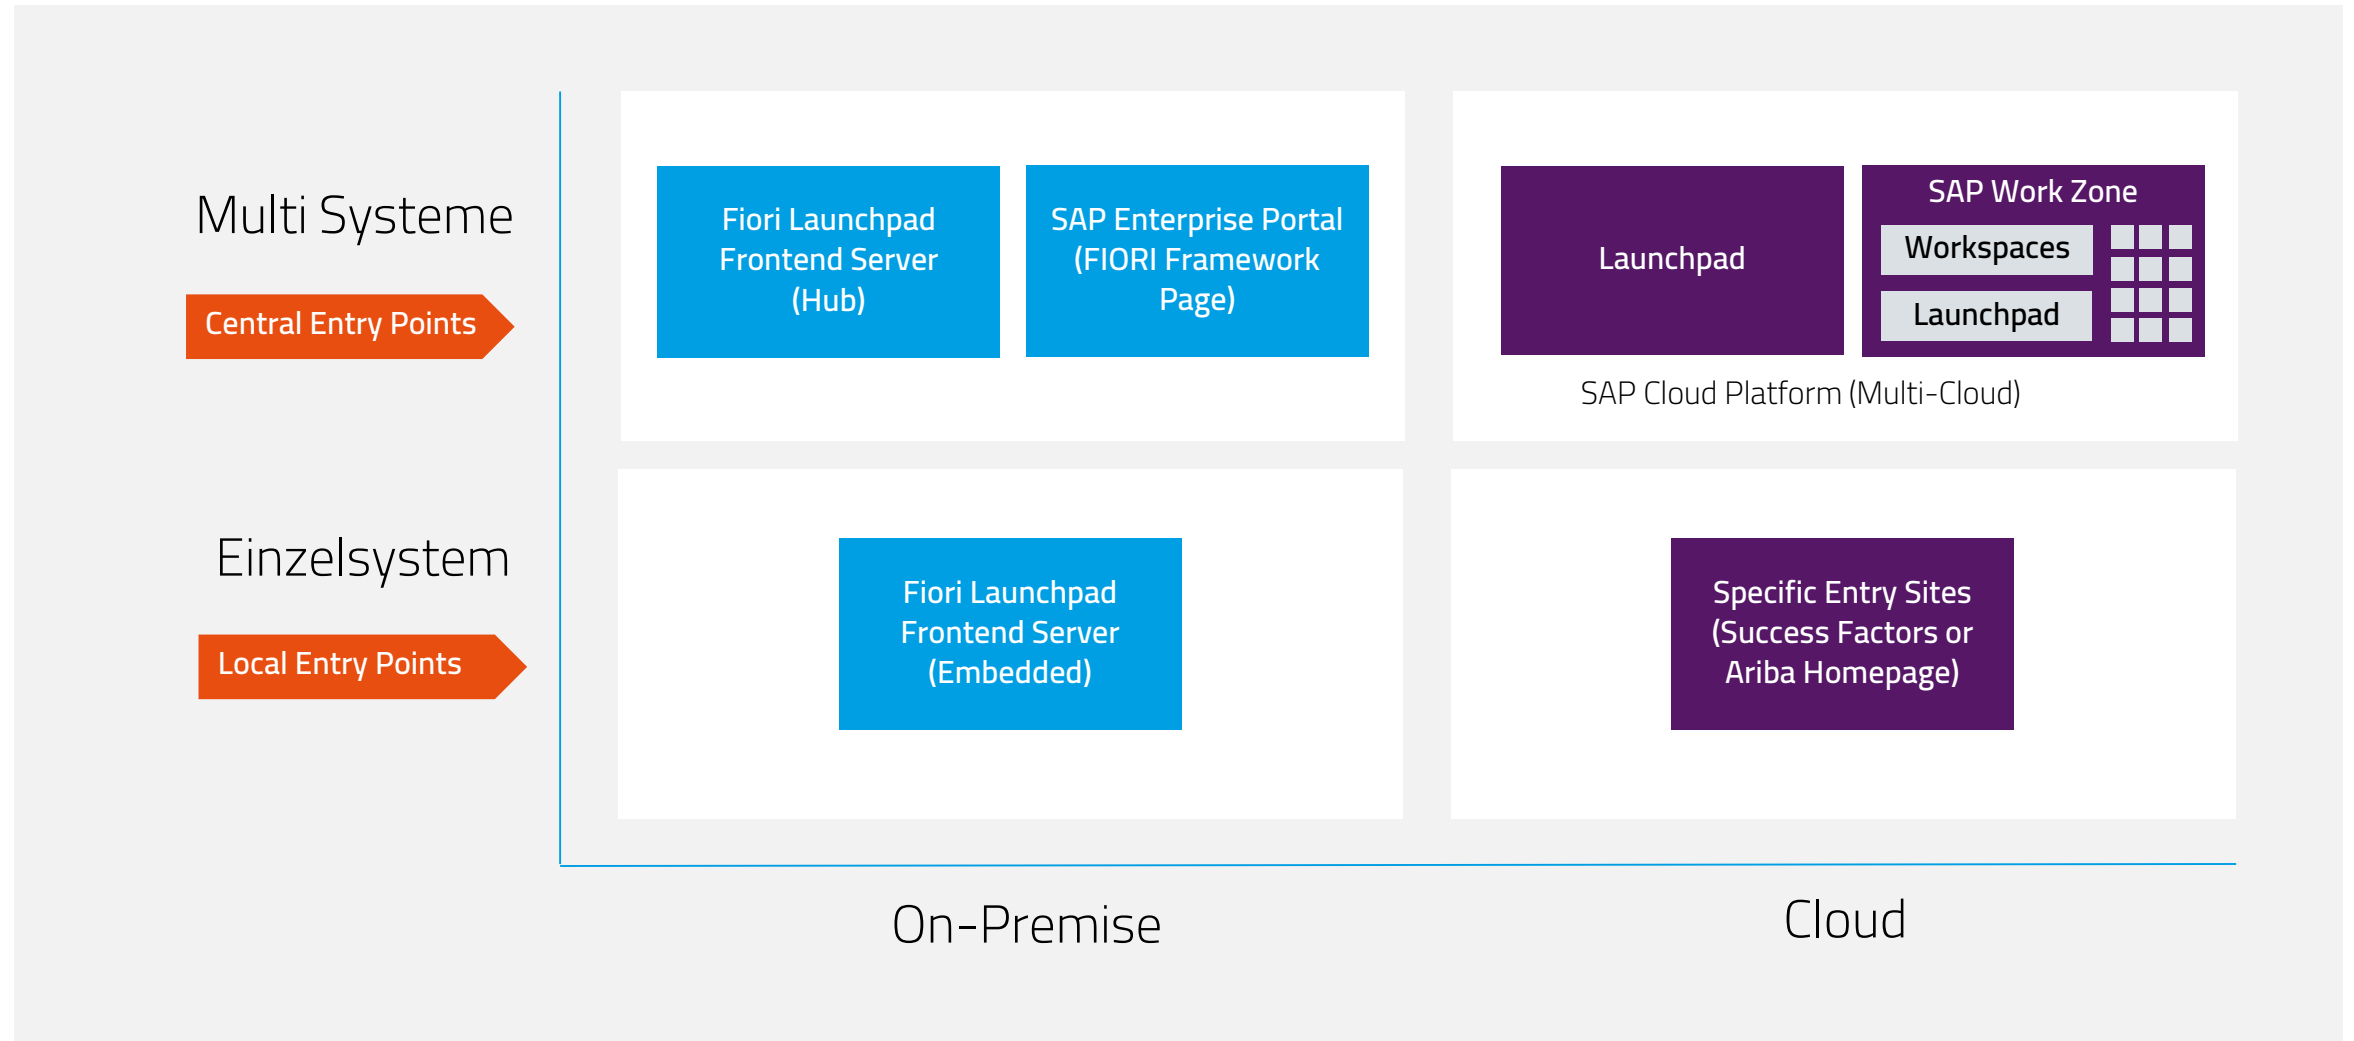 Multi Systeme
Central Entry Points
Fiori Launchpad
Frontend Server
(Hub)
SAP Enterprise Portal
(FIORI Framework
Page)
Launchpad
SAP Work Zone
Workspaces
Launchpad
SAP Cloud Platform (Multi-Cloud)
Einzelsystem
Local Entry Points
Fiori Launchpad
Frontend Server
(Embedded)
Specific Entry Sites
(Success Factors or
Ariba Homepage)
On-Premise
Cloud